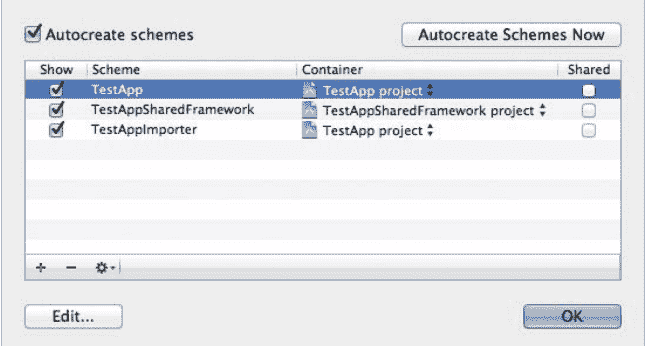 Autocreate schemes
Autocreate Schemes Now
Show Scheme Container Shared
TestApp TestApp project
TestAppSharedFramework TestAppSharedFramework project
TestAppImporter TestApp project
Edit...
OK